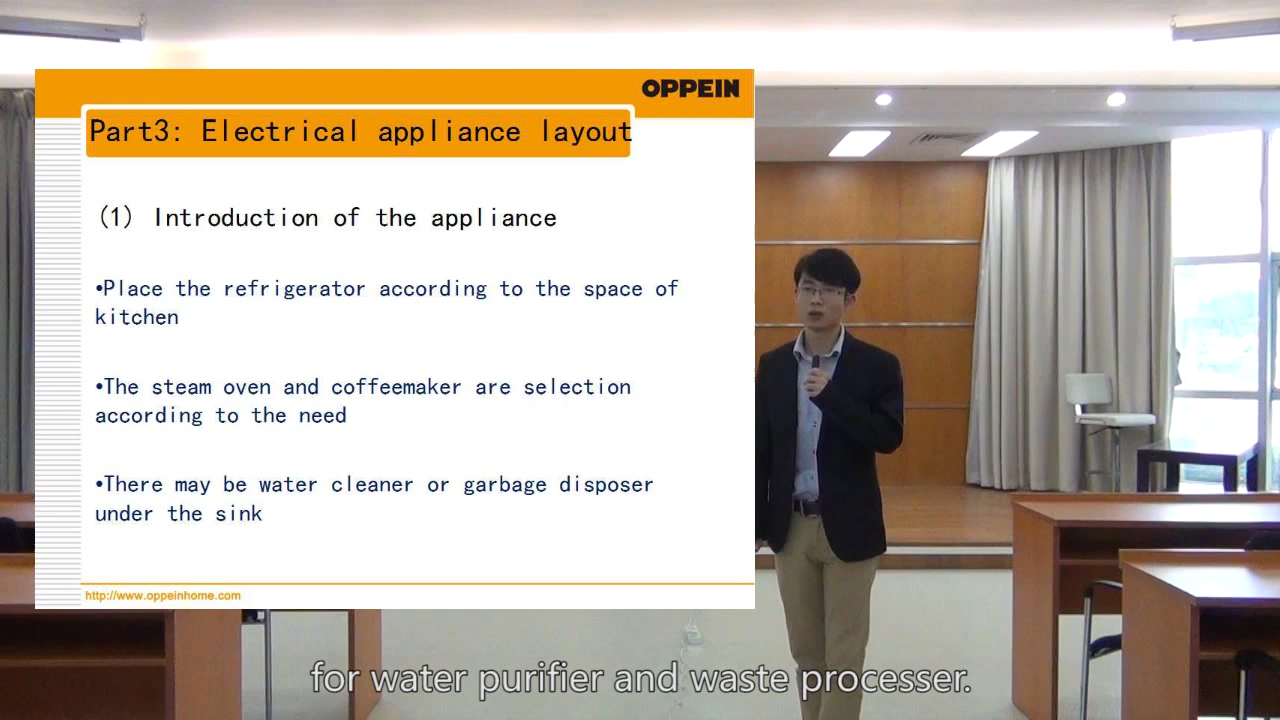 OPPEIN
Part3: Electrical appliance layout
(1) Introduction of the appliance
•Place the refrigerator according to the space of
kitchen
•The steam oven and coffeemaker are selection
according to the need
•There may be water cleaner or garbage disposer
under the sink
http://www.oppeinhome.com
for water purifier and waste processer.